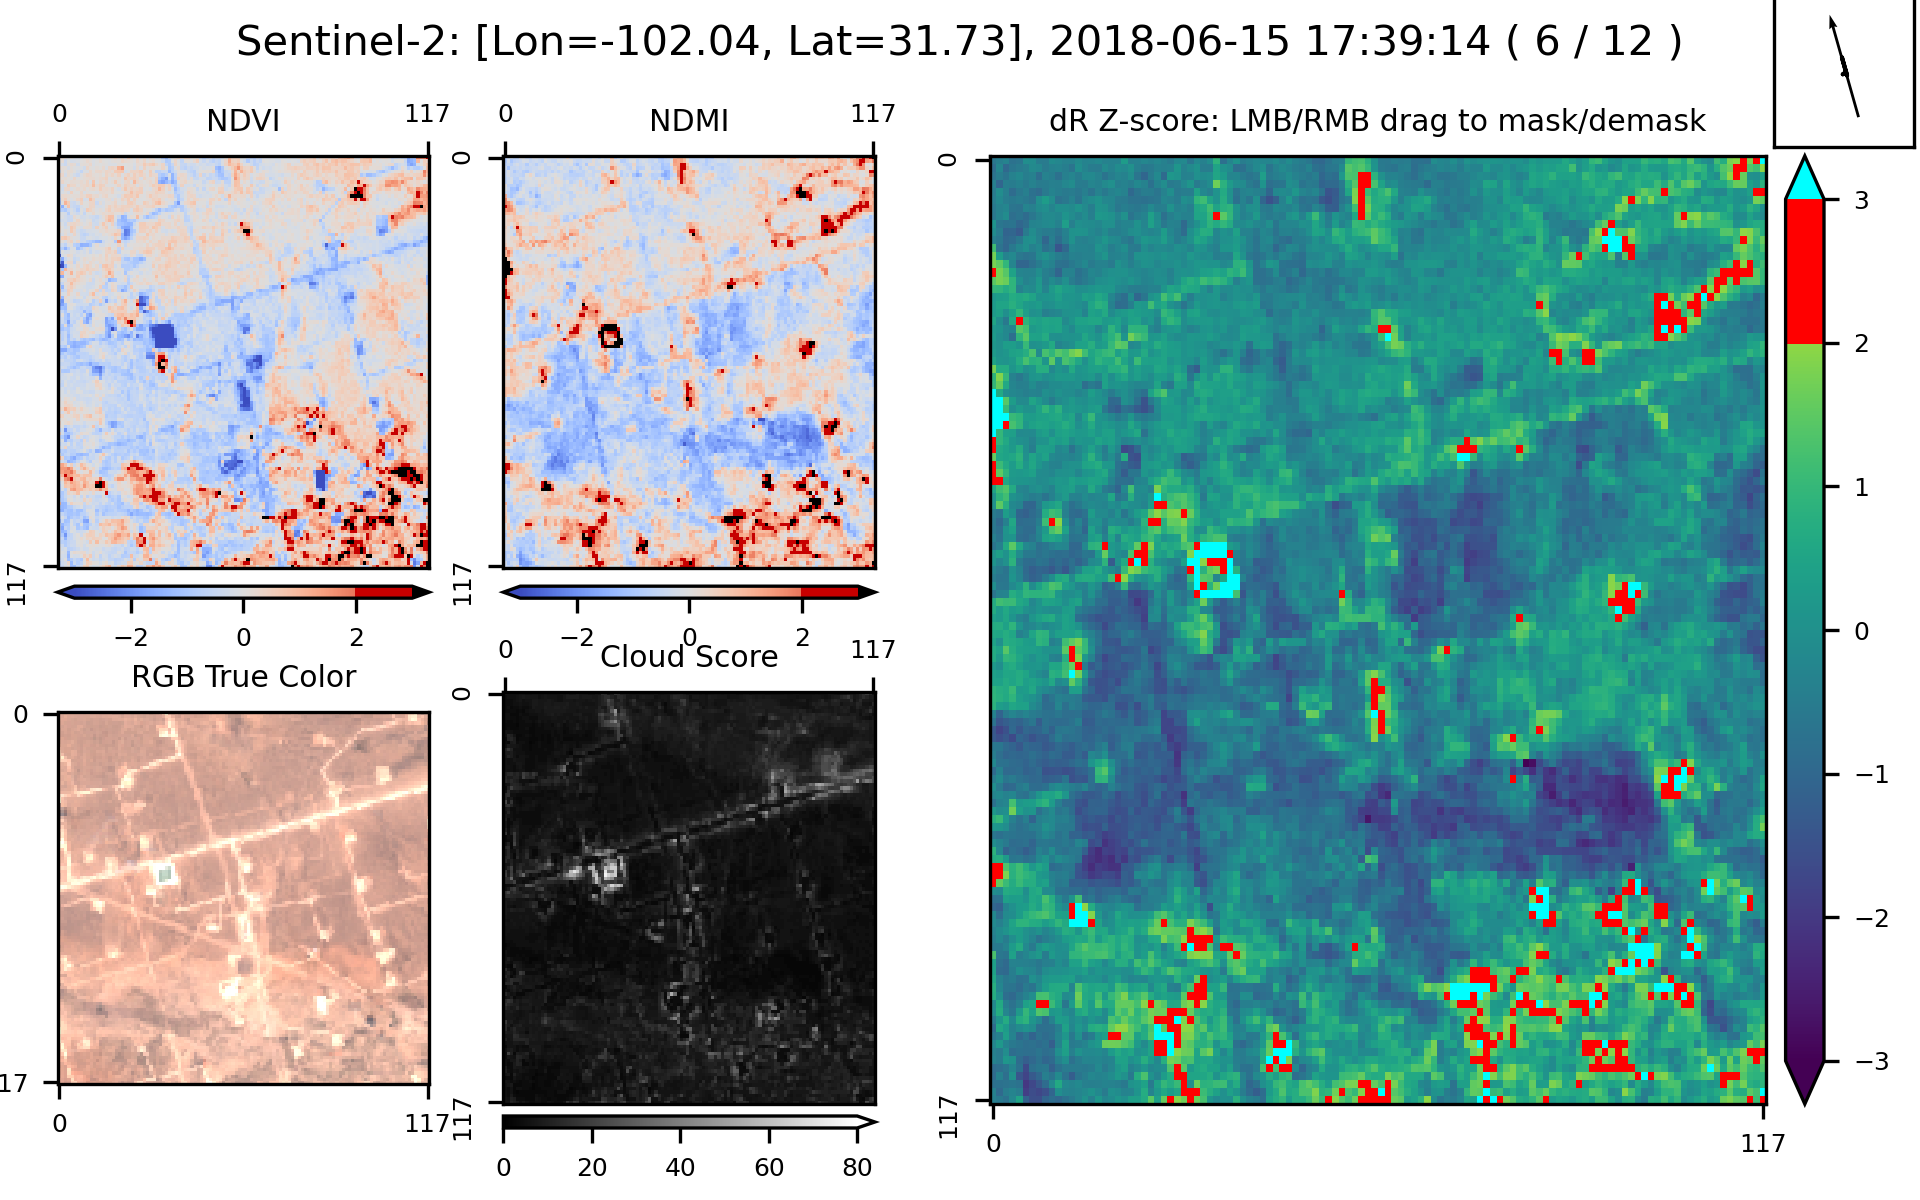 Sentinel-2: [Lon=-102.04, Lat=31.73], 2018-06-15 17:39:14 ( 6 / 12 )
0 NDVI 117
0 NDMI 117
dR Z-score: LMB/RMB drag to mask/demask
0
0
0
3
2
1
0
−1
−2
−3
117
117
−2 0 2
−2 0 2
RGB True Color
0 Cloud Score 117
0
0
17
117
117
0 117
0 20 40 60 80
0 117